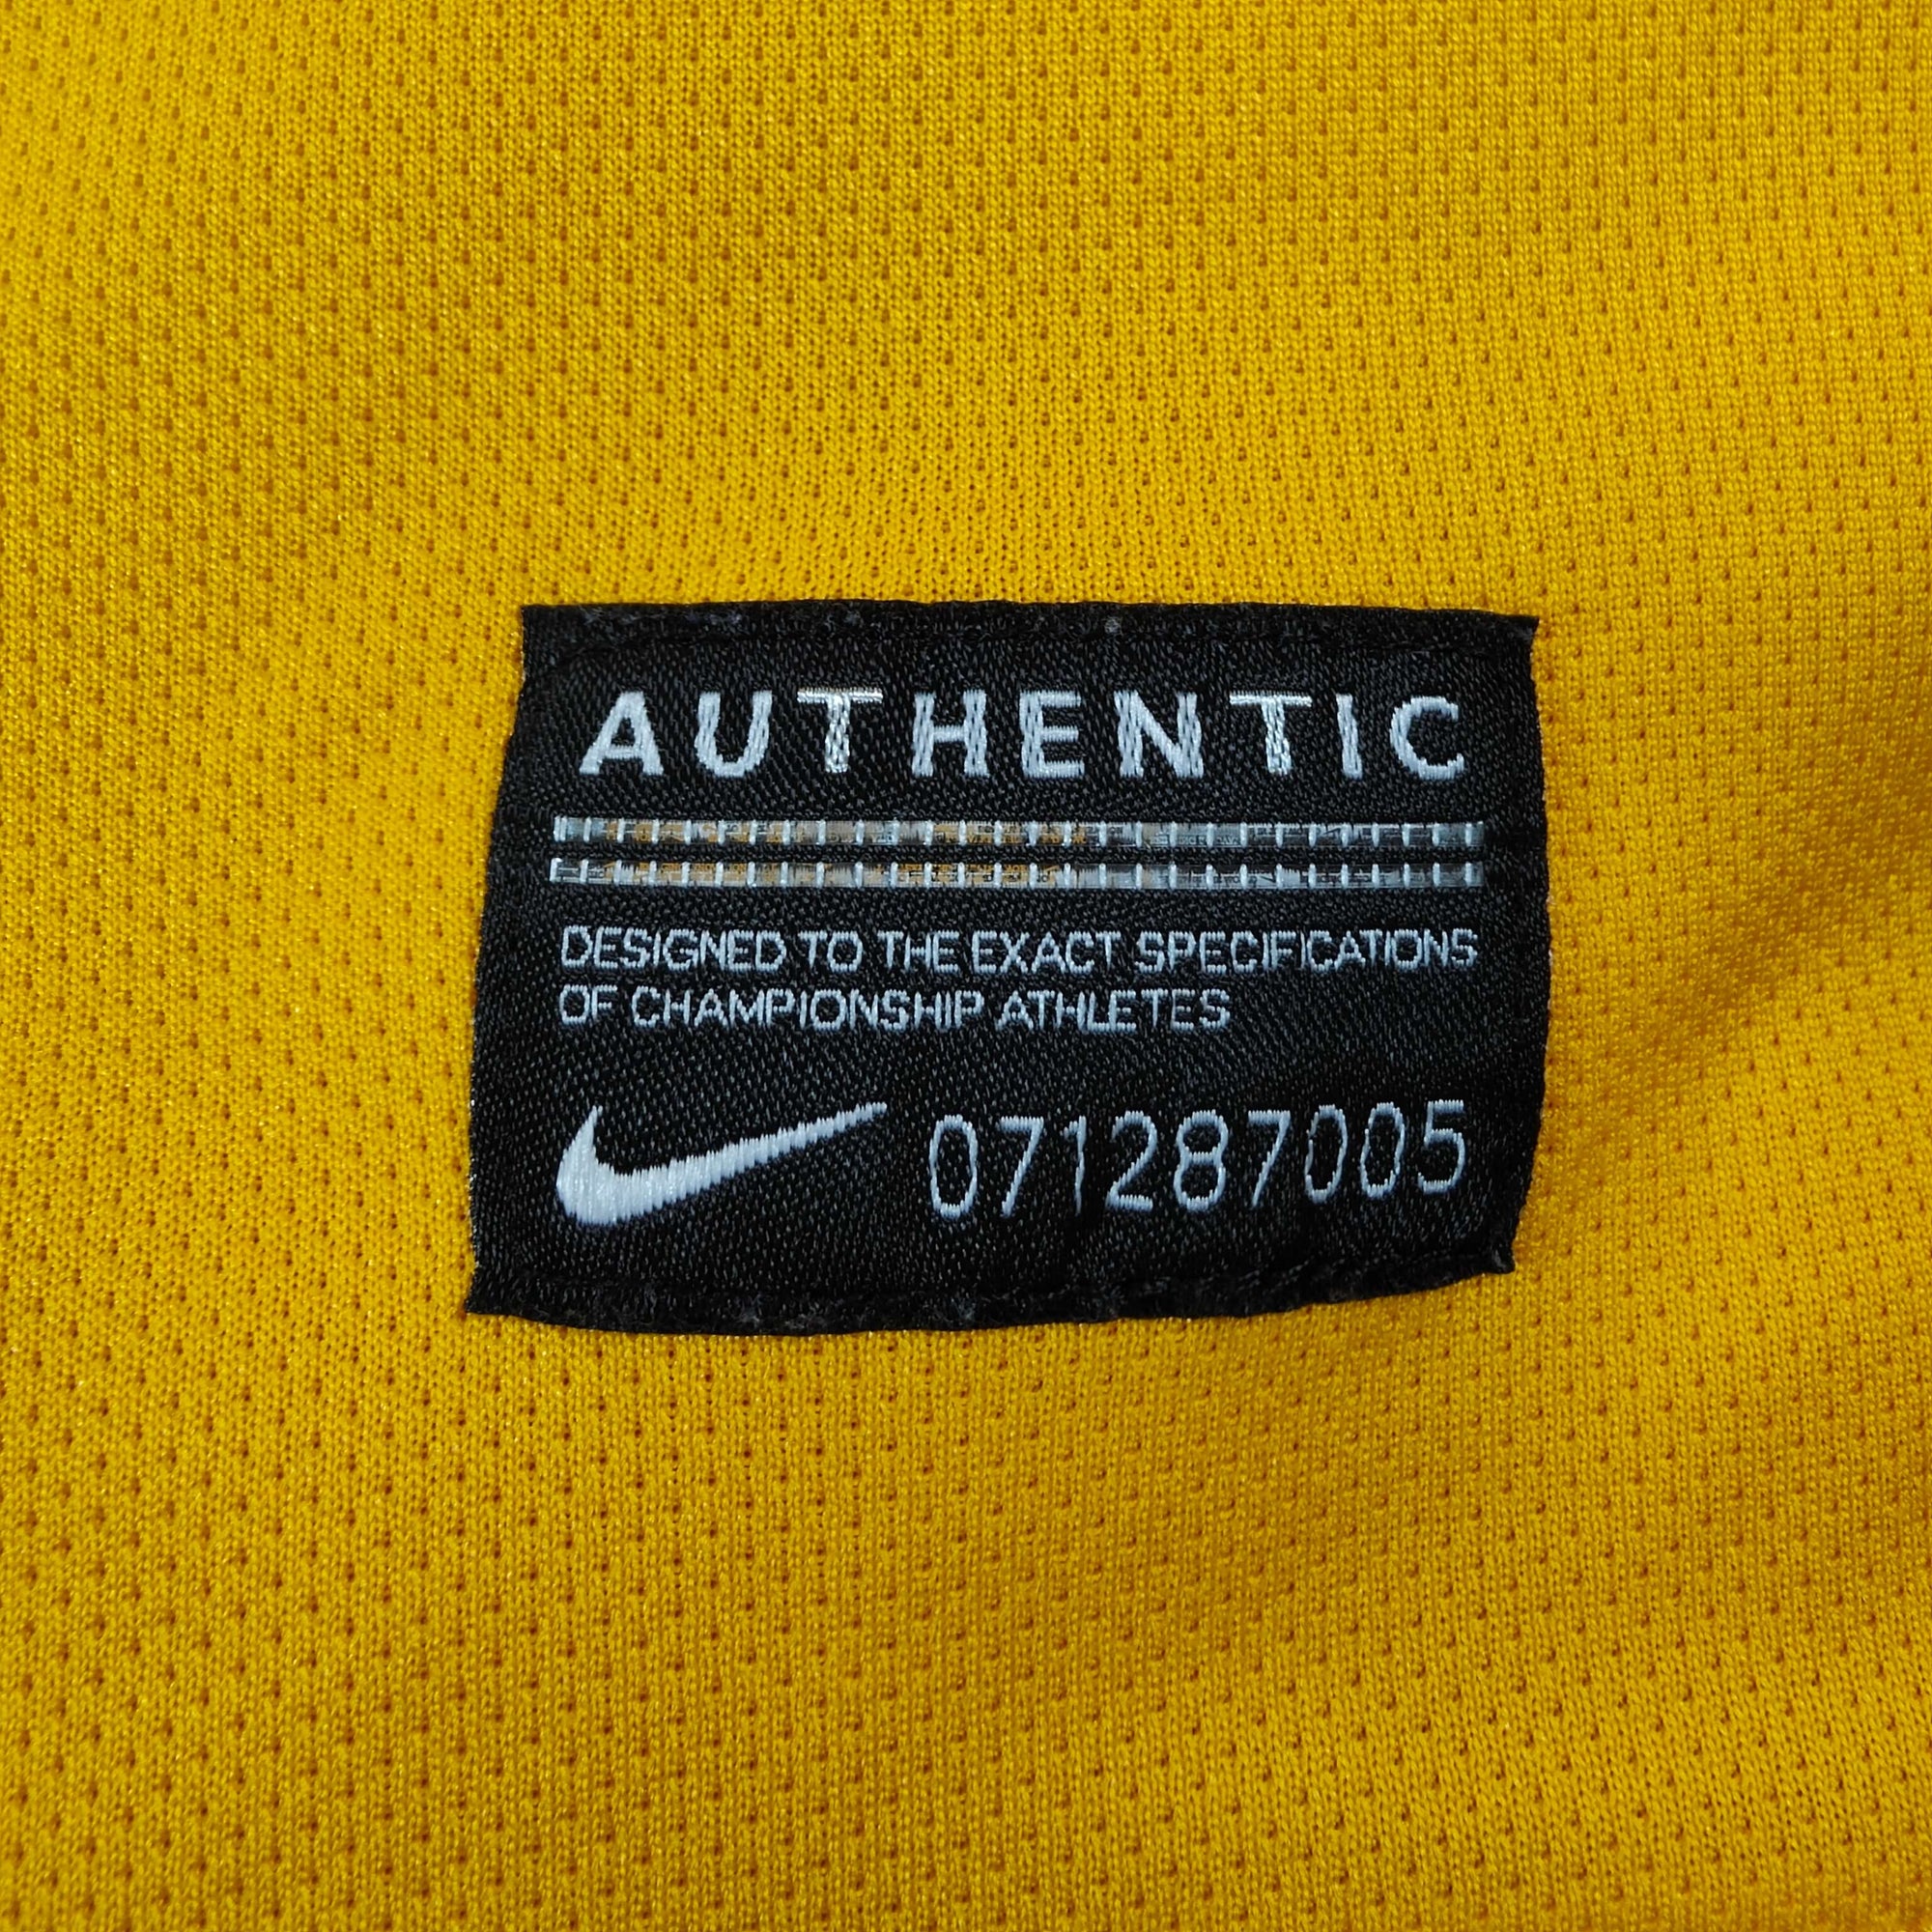 AUTHENTIC
DESIGNED TO THE EXACT SPECIFICATIONS
OF CHAMPIONSHIP ATHLETES
071287005